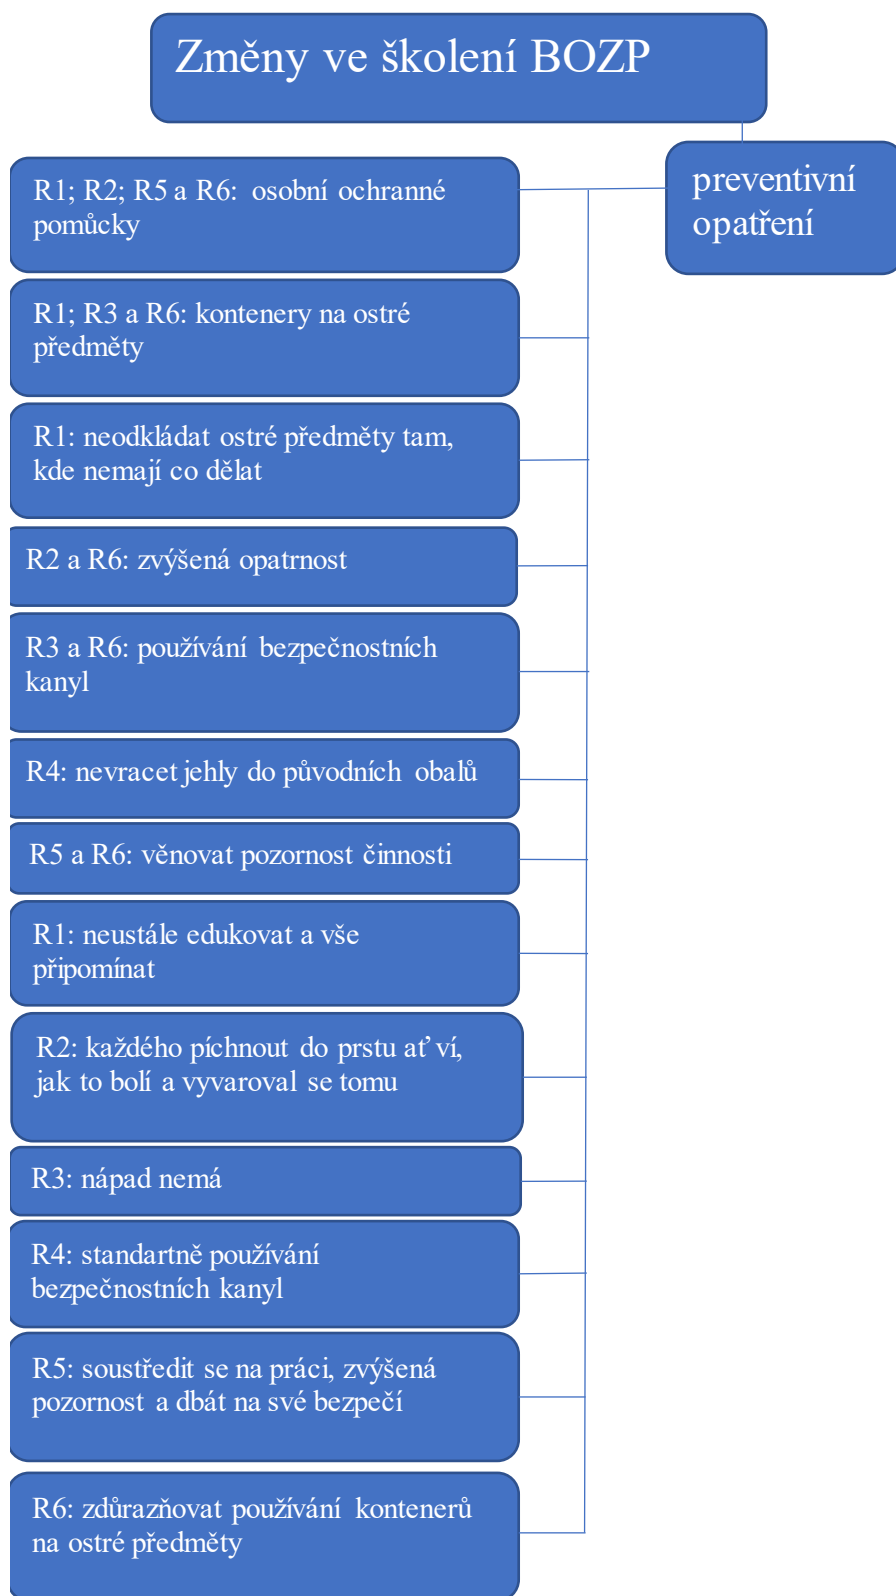 Změny ve školení BOZP
preventivní
opatření
R1; R2; R5 a R6: osobní ochranné
pomůcky
R1; R3 a R6: kontenery na ostré
předměty
R1: neodkládat ostré předměty tam,
kde nemají co dělat
R2 a R6: zvýšená opatrnost
R3 a R6: používání bezpečnostních
kanyl
R4: nevracet jehly do původních obalů
R5 a R6: věnovat pozornost činnosti
R1: neustále edukovat a vše
připomínat
R2: každého píchnout do prstu ať ví,
jak to bolí a vyvaroval se tomu
R3: nápad nemá
R4: standartně používání
bezpečnostních kanyl
R5: soustředit se na práci, zvýšená
pozornost a dbát na své bezpečí
R6: zdůrazňovat používání kontenerů
na ostré předměty